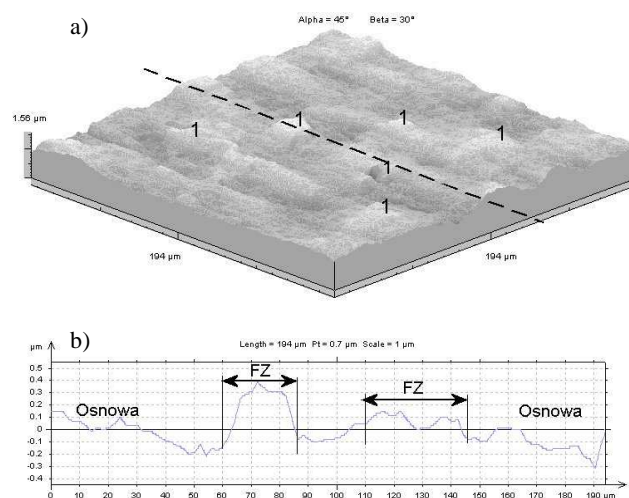 a)
Alpha = 45° Beta = 30°
1.56 µm
1
1
1
1
1
1
194 µm
194 µm
b)
µm
Length = 194 µm Pt = 0.7 µm Scale = 1 µm
0.5
0.4
0.3
0.2
0.1
0
-0.1
-0.2
-0.3
-0.4
FZ
FZ
Osnowa
Osnowa
0 10 20 30 40 50 60 70 80 90 100 110 120 130 140 150 160 170 180 190 µm